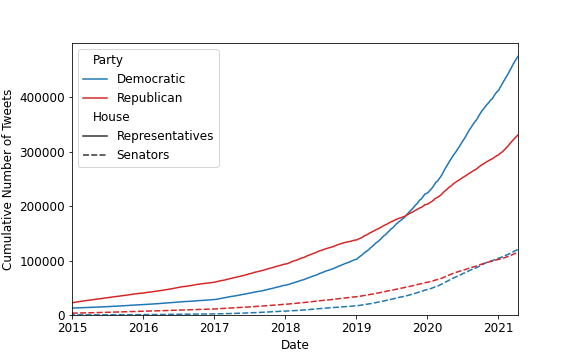 Party
Democratic
Republican
House
Representatives
Senators
Cumulative Number of Tweets
400000
300000
200000
100000
0
2015 2016 2017 2018 2019 2020 2021
Date